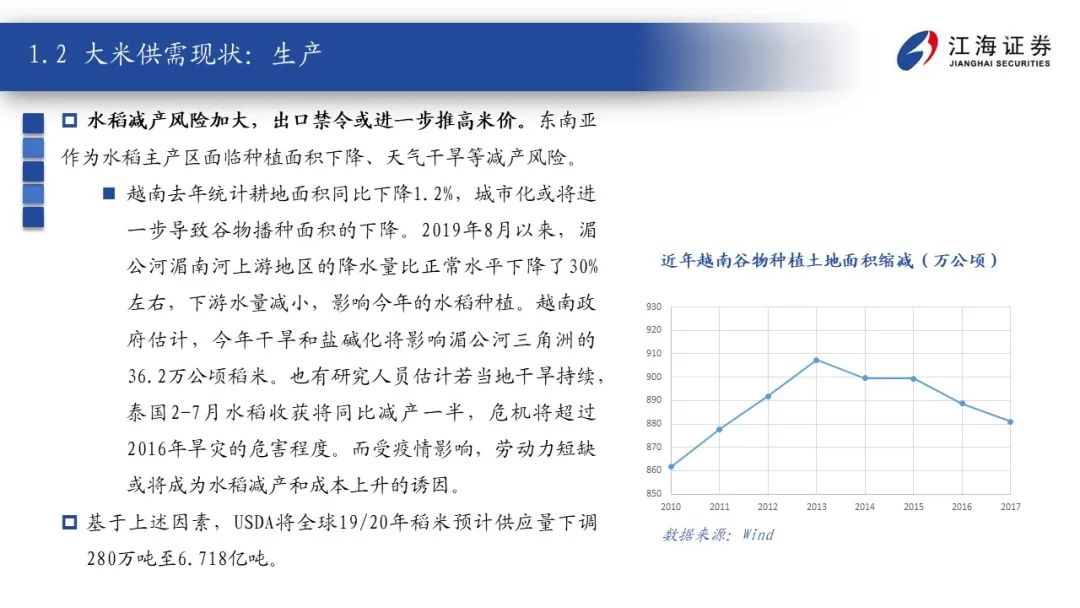 1.2 大米供需现状：生产
江海证券
JIANGHAI SECURITIES
水稻减产风险加大，出口禁令或进一步推高米价。东南亚
作为水稻主产区面临种植面积下降、天气干旱等减产风险。
越南去年统计耕地面积同比下降1.2%，城市化或将进
一步导致谷物播种面积的下降。2019年8月以来，湄
公河湄南河上游地区的降水量比正常水平下降了30%
左右，下游水量减小，影响今年的水稻种植。越南政
府估计，今年干旱和盐碱化将影响湄公河三角洲的
36.2万公顷稻米。也有研究人员估计若当地干旱持续，
泰国2-7月水稻收获将同比减产一半，危机将超过
2016年旱灾的危害程度。而受疫情影响，劳动力短缺
或将成为水稻减产和成本上升的诱因。
基于上述因素，USDA将全球19/20年稻米预计供应量下调
280万吨至6.718亿吨。
近年越南谷物种植土地面积缩减（万公顷）
930
920
910
900
890
880
870
860
850
2010 2011 2012 2013 2014 2015 2016 2017
数据来源：Wind